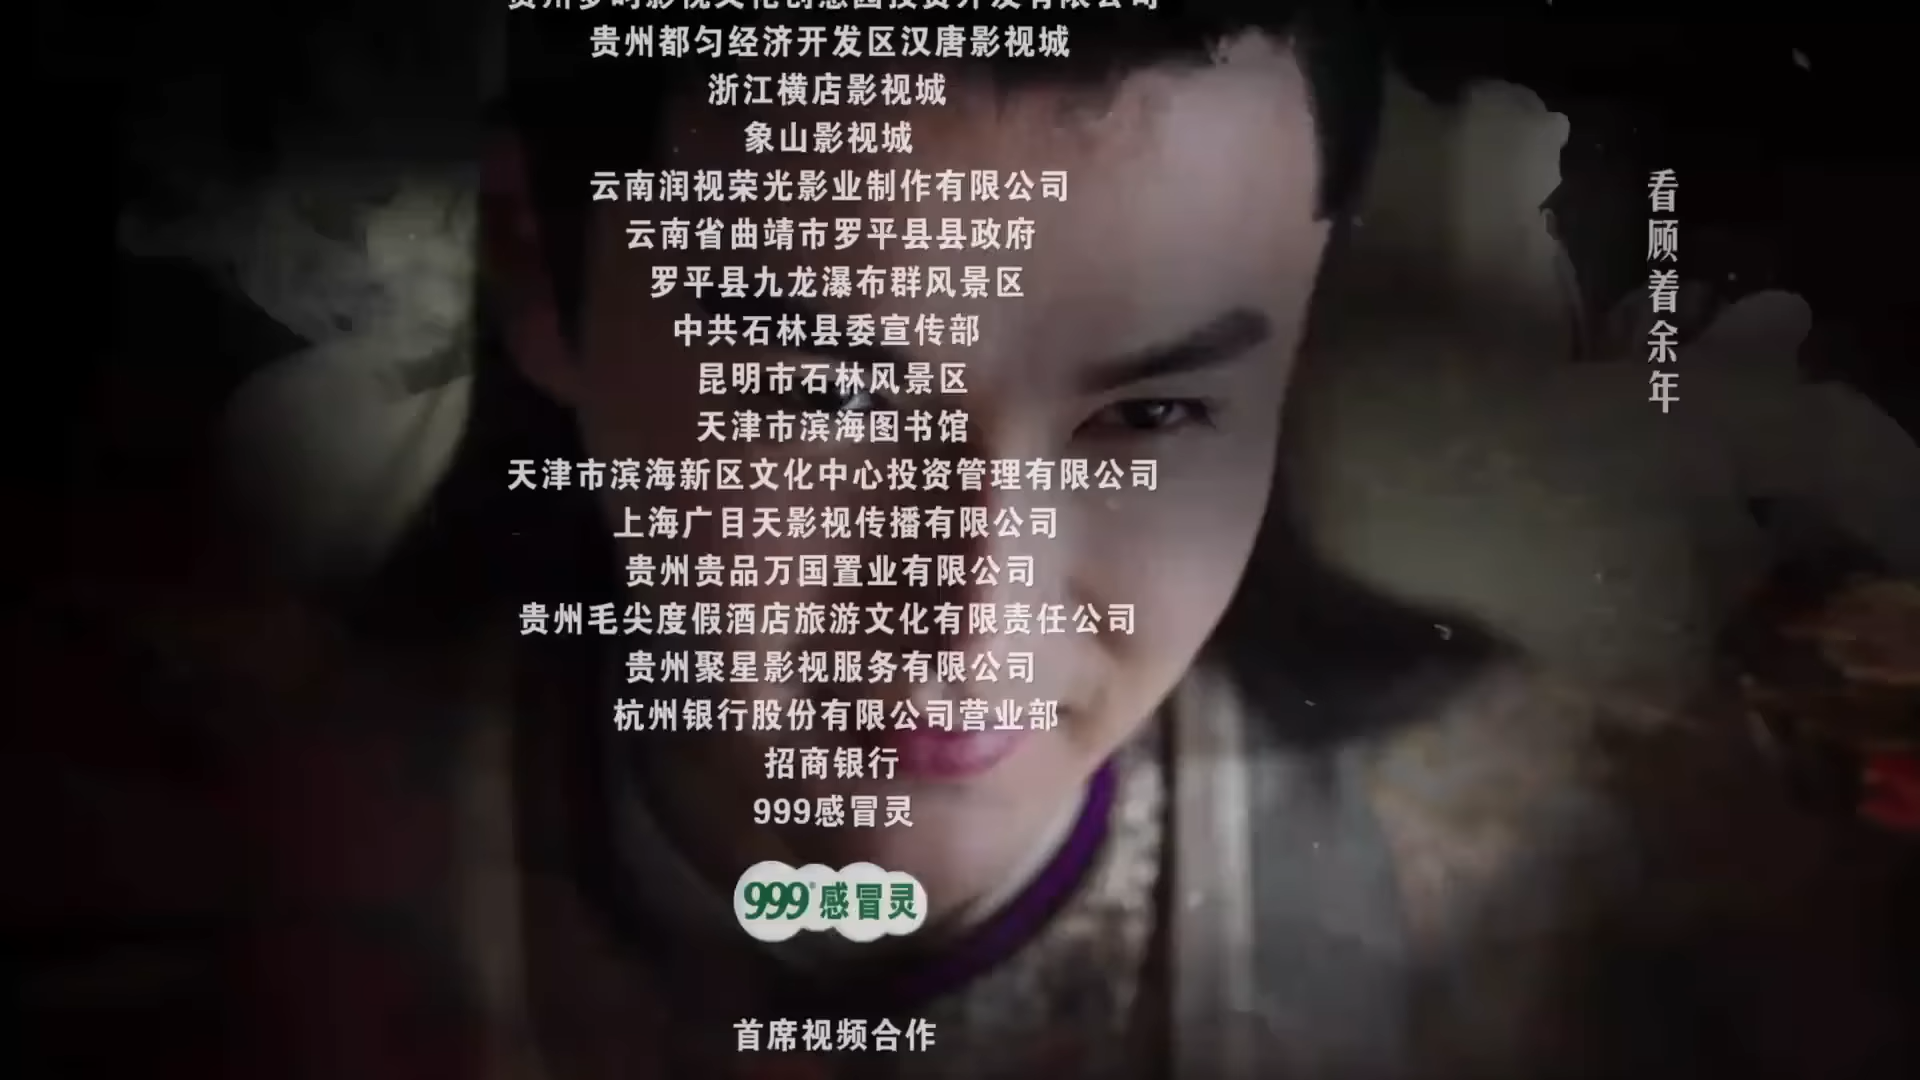 贵州都匀经济开发区汉唐影视城
浙江横店影视城
象山影视城
云南润视荣光影业制作有限公司
云南省曲靖市罗平县县政府
罗平县九龙瀑布群风景区
中共石林县委宣传部
昆明市石林风景区
天津市滨海图书馆
天津市滨海新区文化中心投资管理有限公司
上海广目天影视传播有限公司
贵州贵品万国置业有限公司
贵州毛尖度假酒店旅游文化有限责任公司
贵州聚星影视服务有限公司
杭州银行股份有限公司营业部
招商银行
999感冒灵
999®感冒灵
首席视频合作
看顾着余年